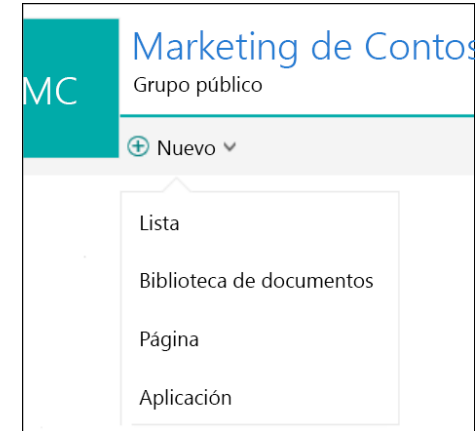 Marketing de Contos
MC
Grupo público
Nuevo
Lista
Biblioteca de documentos
Página
Aplicación